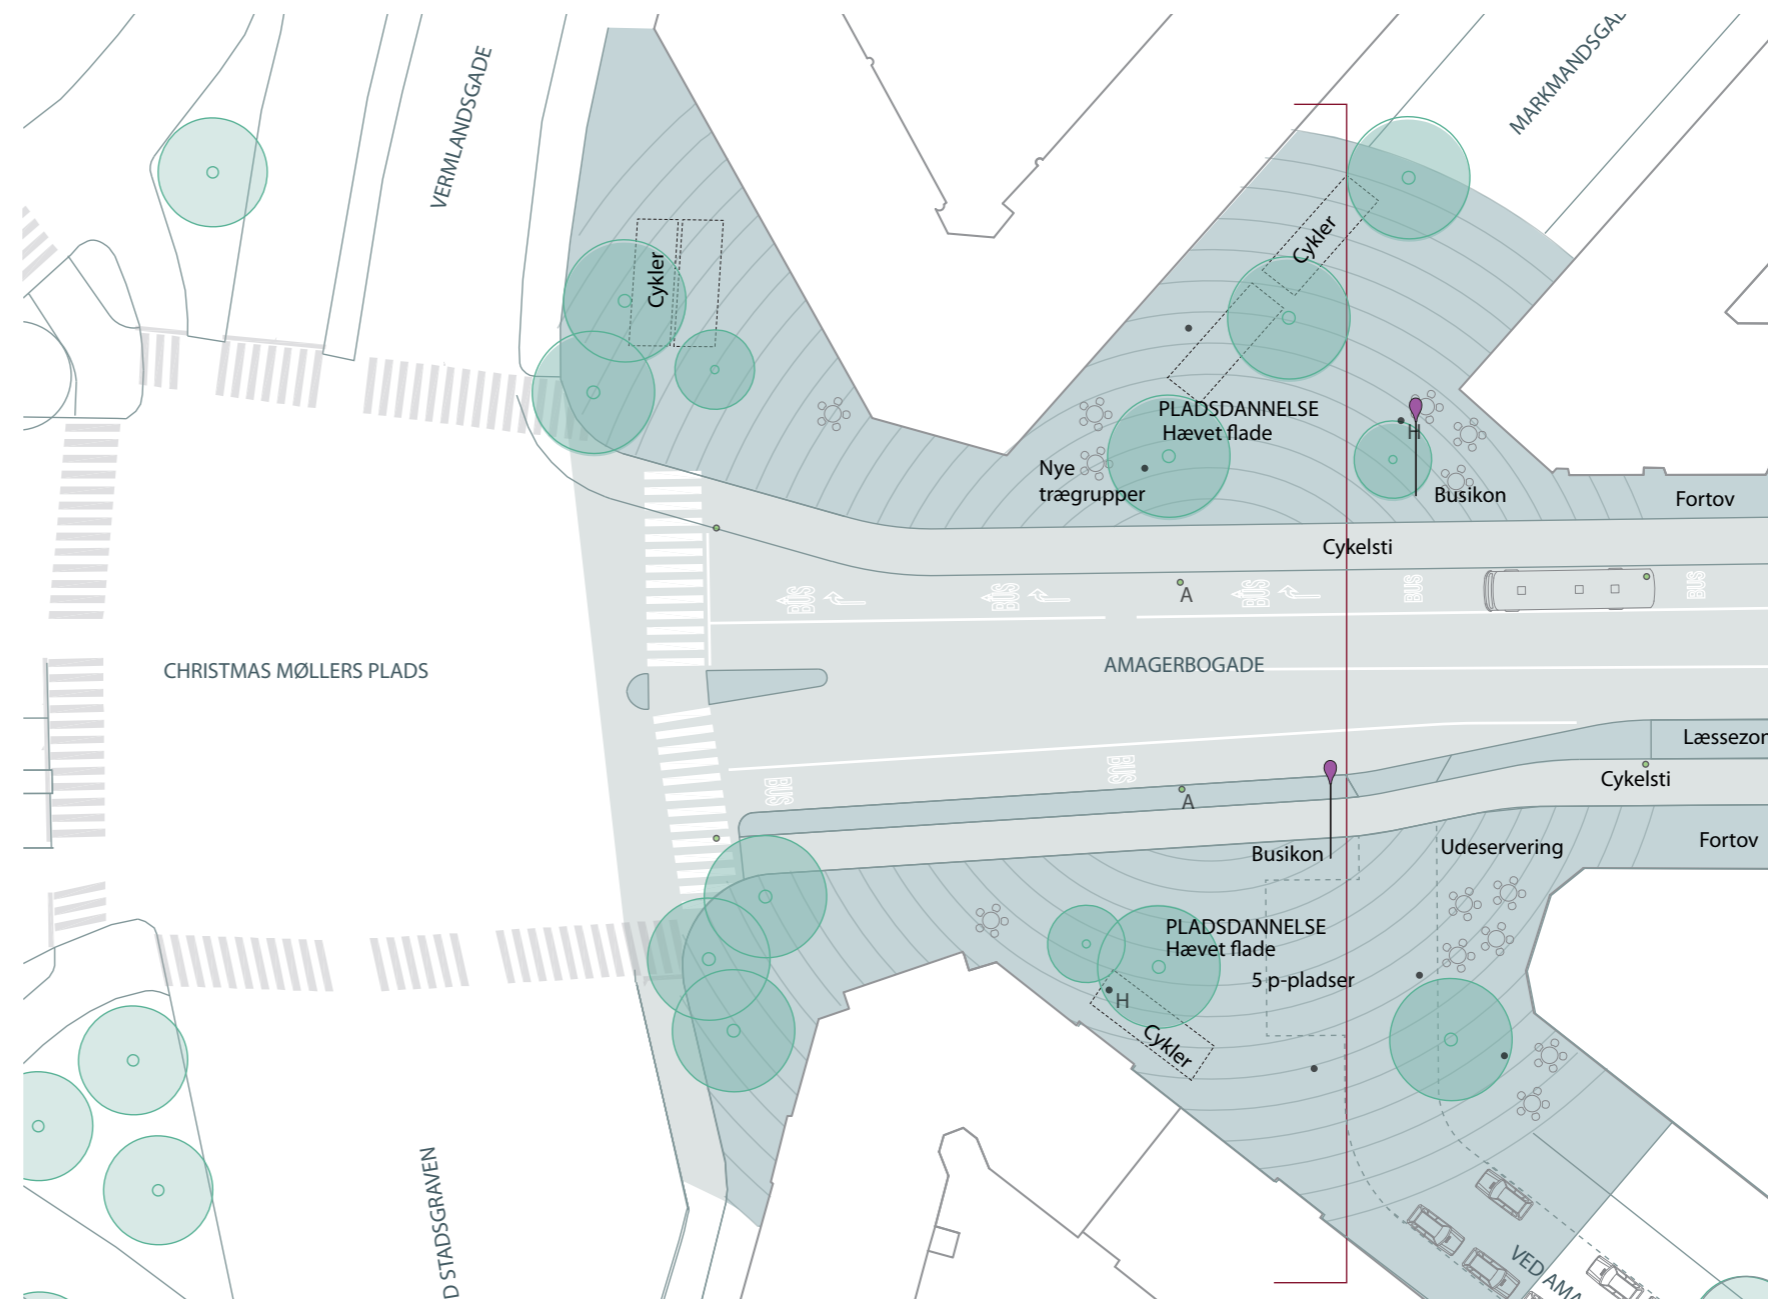 VERMLANDSGADE
Cykler
Cykler
PLADSDANNELSE
Hævet flade
Nye
trægrupper
H
Busikon
Fortov
Cykelsti
BUS
BUS
BUS
BUS
BUS
A
CHRISTMAS MØLLERS PLADS
AMAGERBOGADE
Læssezon
Cykelsti
BUS
BUS
A
Busikon
Udeservering
Fortov
PLADSDANNELSE
Hævet flade
5 p-pladser
H
Cykler
D STADSGRAVEN